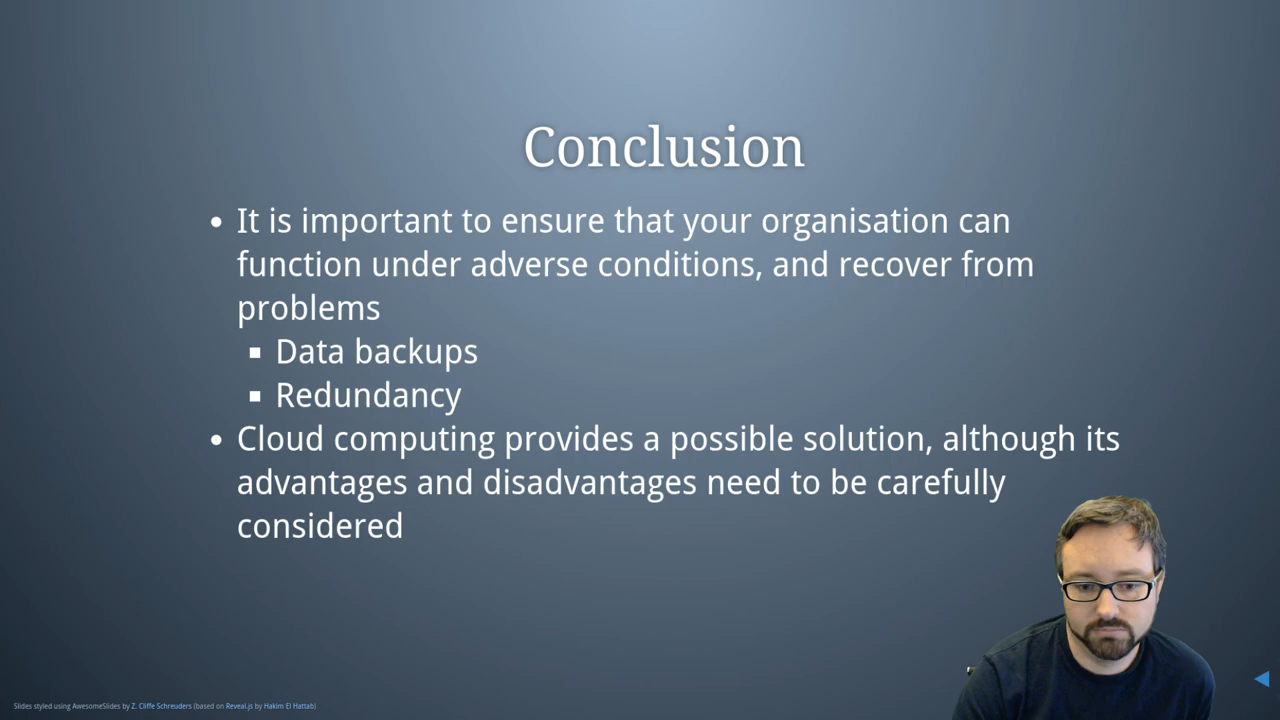 Conclusion
• It is important to ensure that your organisation can
function under adverse conditions, and recover from
problems
▪ Data backups
▪ Redundancy
• Cloud computing provides a possible solution, although its
advantages and disadvantages need to be carefully
considered
Slides styled using AwesomeSlides by Z. Cliffe Schreuders (based on Reveal.js by Hakim El Hattab)